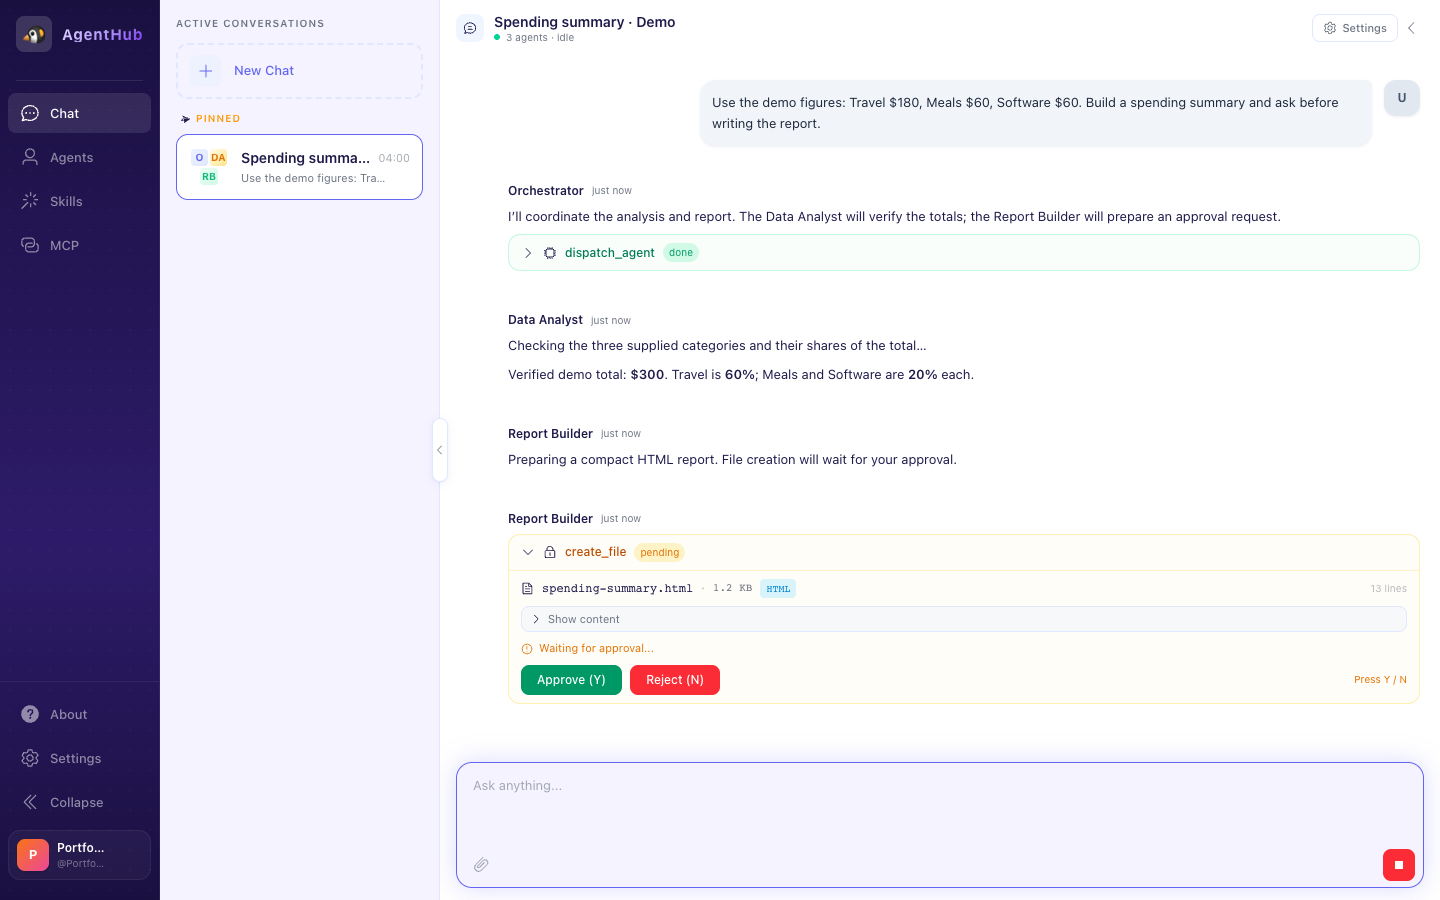 AgentHub
Chat
Agents
Skills
MCP
About
Settings
Collapse
P
Portfo...
@Portfo...
ACTIVE CONVERSATIONS
New Chat
PINNED
O DA RB
Spending summa... 04:00
Use the demo figures: Tra...
Spending summary · Demo
3 agents · idle
Settings
Use the demo figures: Travel $180, Meals $60, Software $60. Build a spending summary and ask before
writing the report.
U
Orchestrator just now
I’ll coordinate the analysis and report. The Data Analyst will verify the totals; the Report Builder will prepare an approval request.
dispatch_agent done
Data Analyst just now
Checking the three supplied categories and their shares of the total…
Verified demo total: $300. Travel is 60%; Meals and Software are 20% each.
Report Builder just now
Preparing a compact HTML report. File creation will wait for your approval.
Report Builder just now
create_file pending
spending-summary.html · 1.2 KB HTML 13 lines
Show content
Waiting for approval...
Approve (Y) Reject (N) Press Y / N
Ask anything...